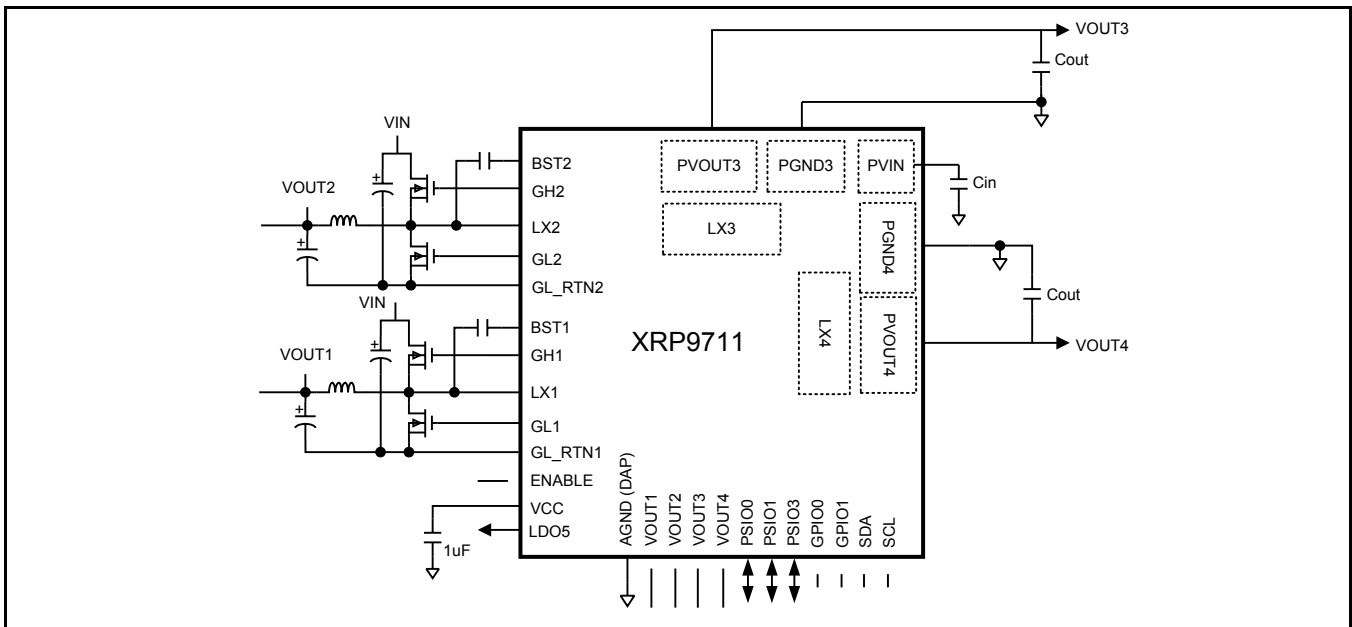 VOUT3
Cout
VIN
BST2
PVOUT3
PGND3
PVIN
Cin
+
GH2
VOUT2
LX2
LX3
PGND4
+
GL2
GL_RTN2
VIN
Cout
BST1
XRP9711
LX4
PVOUT4
VOUT4
+
GH1
VOUT1
LX1
+
GL1
GL_RTN1
ENABLE
VCC
LDO5
1uF
AGND (DAP)
VOUT1
VOUT2
VOUT3
VOUT4
PSIO0
PSIO1
PSIO3
GPIO0
GPIO1
SDA
SCL